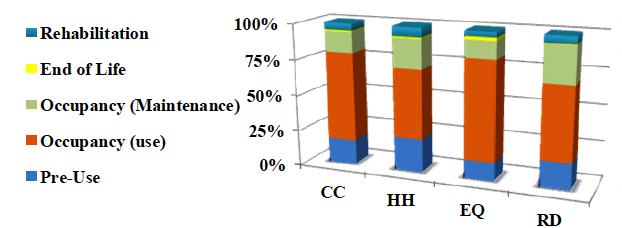 Rehabilitation
End of Life
Occupancy (Maintenance)
Occupancy (use)
Pre-Use
100%
75%
50%
25%
0%
CC
HH
EQ
RD